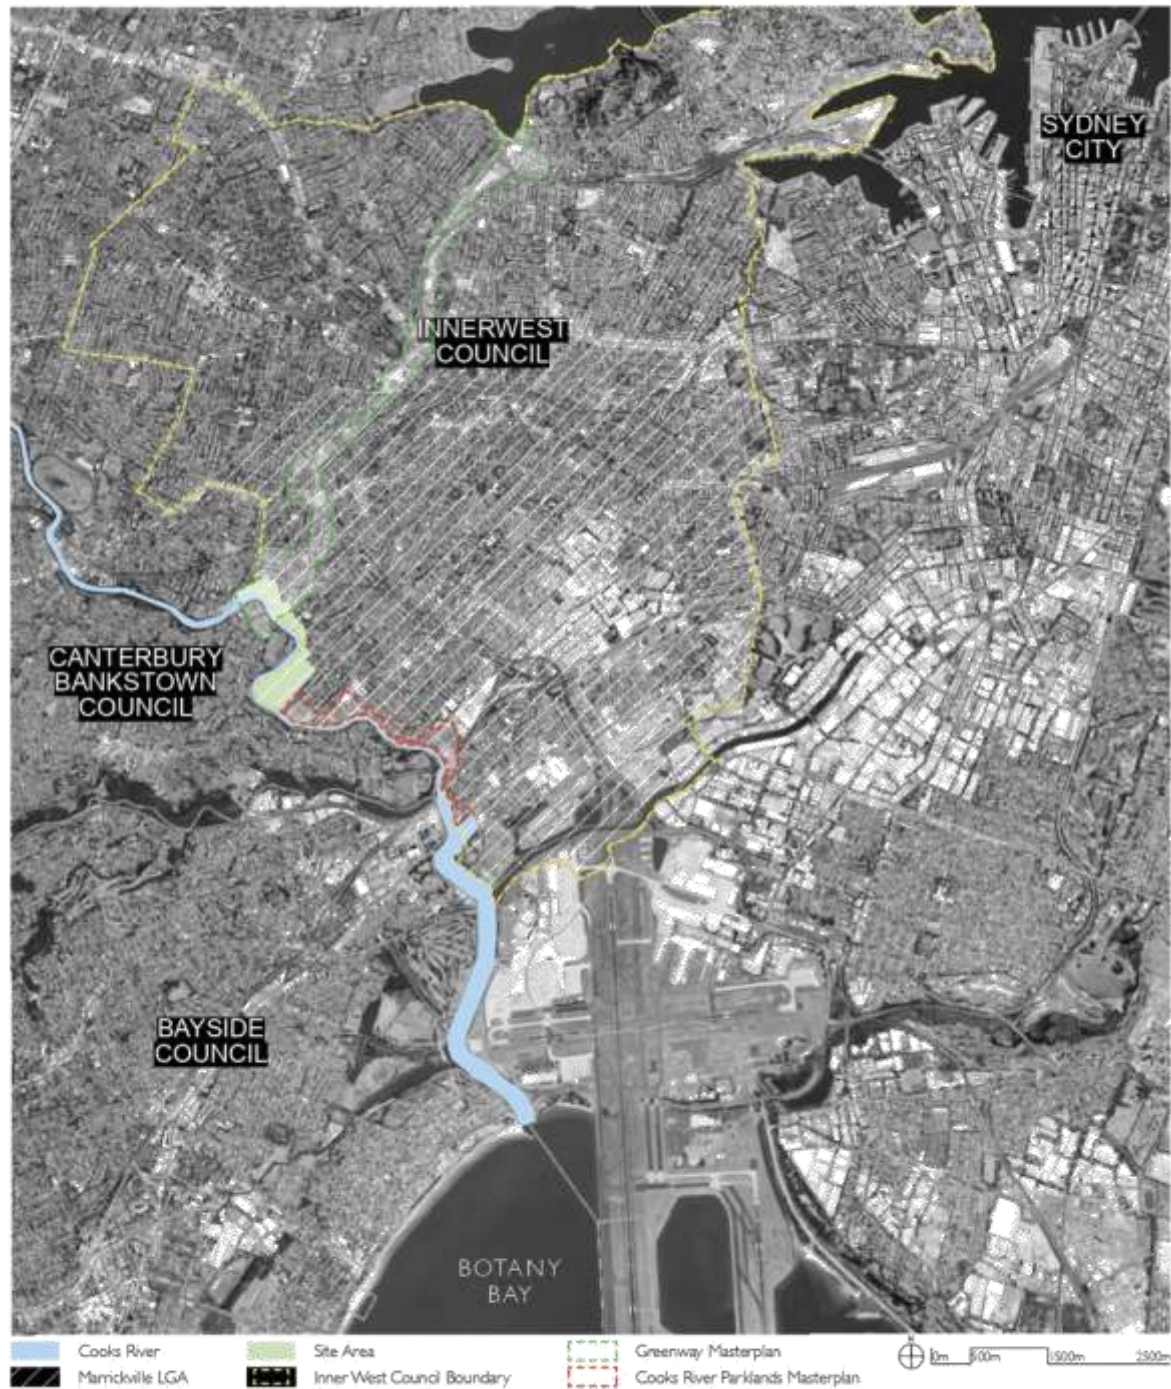 SYDNEY
CITY
INNERWEST
COUNCIL
CANTERBURY
BANKSTOWN
COUNCIL
BAYSIDE
COUNCIL
BOTANY
BAY
Cooks River
Site Area
Greenway Masterplan
N
0m 500m 1500m 2500m
Marrickville LGA
Inner West Council Boundary
Cooks River Parklands Masterplan